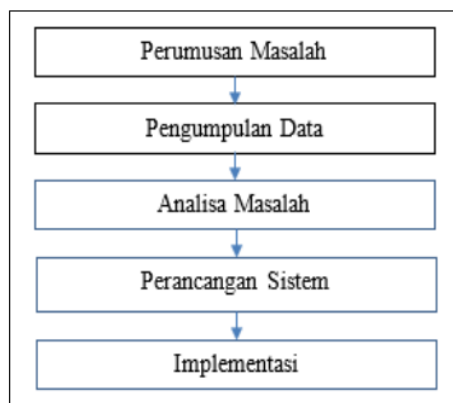 Perumusan Masalah
Pengumpulan Data
Analisa Masalah
Perancangan Sistem
Implementasi